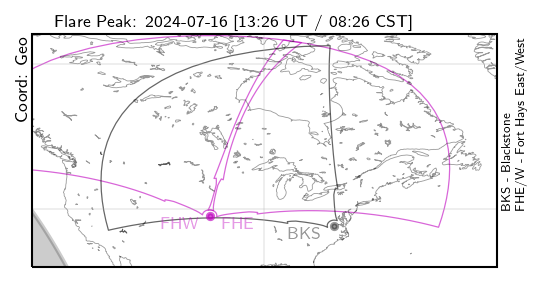 Flare Peak: 2024-07-16 [13:26 UT / 08:26 CST]
Coord: Geo
FHW
FHE
BKS
BKS - Blackstone
FHE/W - Fort Hays East/West